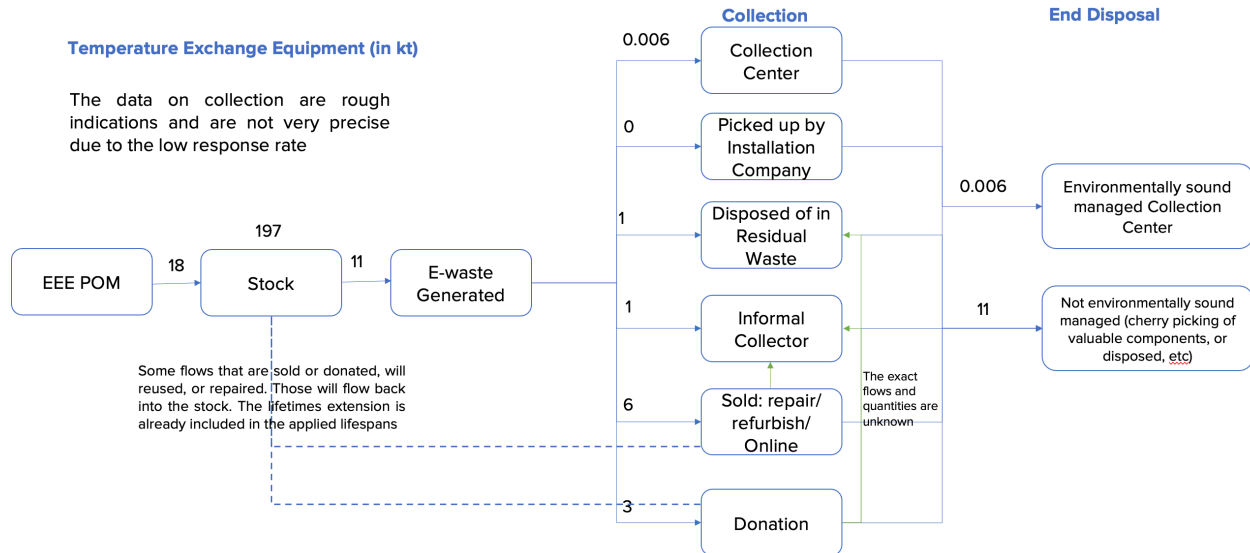 Collection
End Disposal
Temperature Exchange Equipment (in kt)
The data on collection are rough
indications and are not very precise
due to the low response rate
0.006
Collection
Center
0
Picked up by
Installation
Company
1
Disposed of in
Residual
Waste
0.006
Environmentally sound
managed Collection
Center
197
EEE POM
18
Stock
11
E-waste
Generated
1
Informal
Collector
11
Not environmentally sound
managed (cherry picking of
valuable components, or
disposed, etc)
Some flows that are sold or donated, will
reused, or repaired. Those will flow back
into the stock. The lifetimes extension is
already included in the applied lifespans
6
Sold: repair/
refurbish/
Online
The exact
flows and
quantities are
unknown
3
Donation